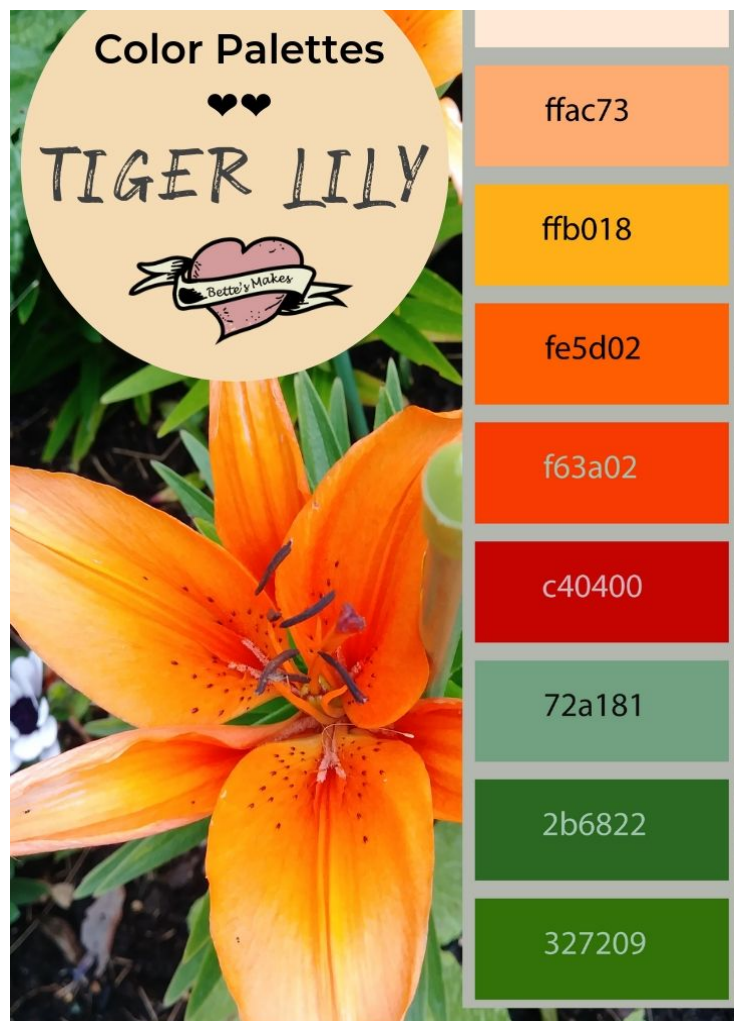 Color Palettes
❤❤
TIGER LILY
Bette's Makes
ffac73
ffb018
fe5d02
f63a02
c40400
72a181
2b6822
327209